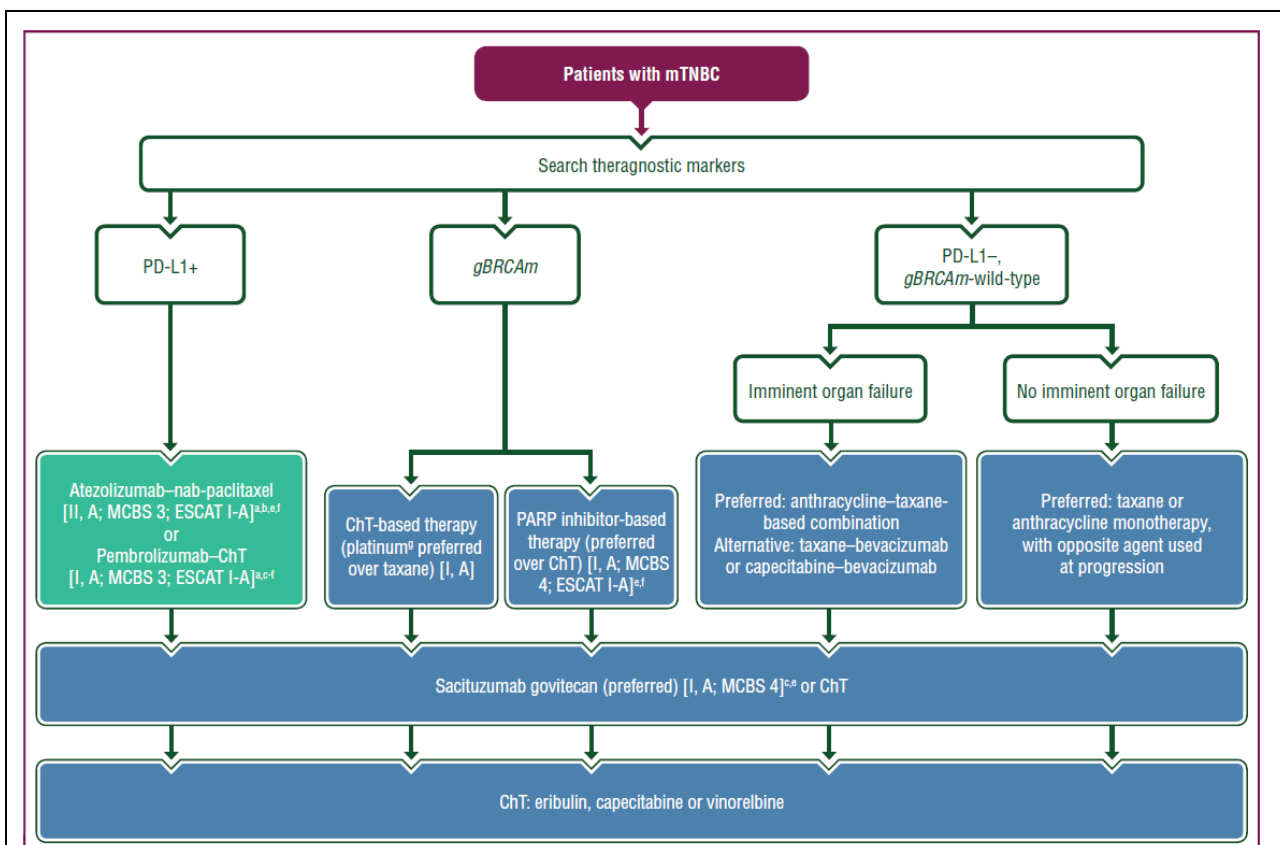 Patients with mTNBC
Search theragnostic markers
PD-L1+
gBRCAm
PD-L1–,
gBRCAm-wild-type
Imminent organ failure
No imminent organ failure
Atezolizumab–nab-paclitaxel
[II, A; MCBS 3; ESCAT I-A]a,b,e,f
or
Pembrolizumab–ChT
[I, A; MCBS 3; ESCAT I-A]a,c-f
ChT-based therapy
(platinumg preferred
over taxane) [I, A]
PARP inhibitor-based
therapy (preferred
over ChT) [I, A; MCBS
4; ESCAT I-A]e,f
Preferred: anthracycline–taxane-
based combination
Alternative: taxane–bevacizumab
or capecitabine–bevacizumab
Preferred: taxane or
anthracycline monotherapy,
with opposite agent used
at progression
Sacituzumab govitecan (preferred) [I, A; MCBS 4]c,e or ChT
ChT: eribulin, capecitabine or vinorelbine